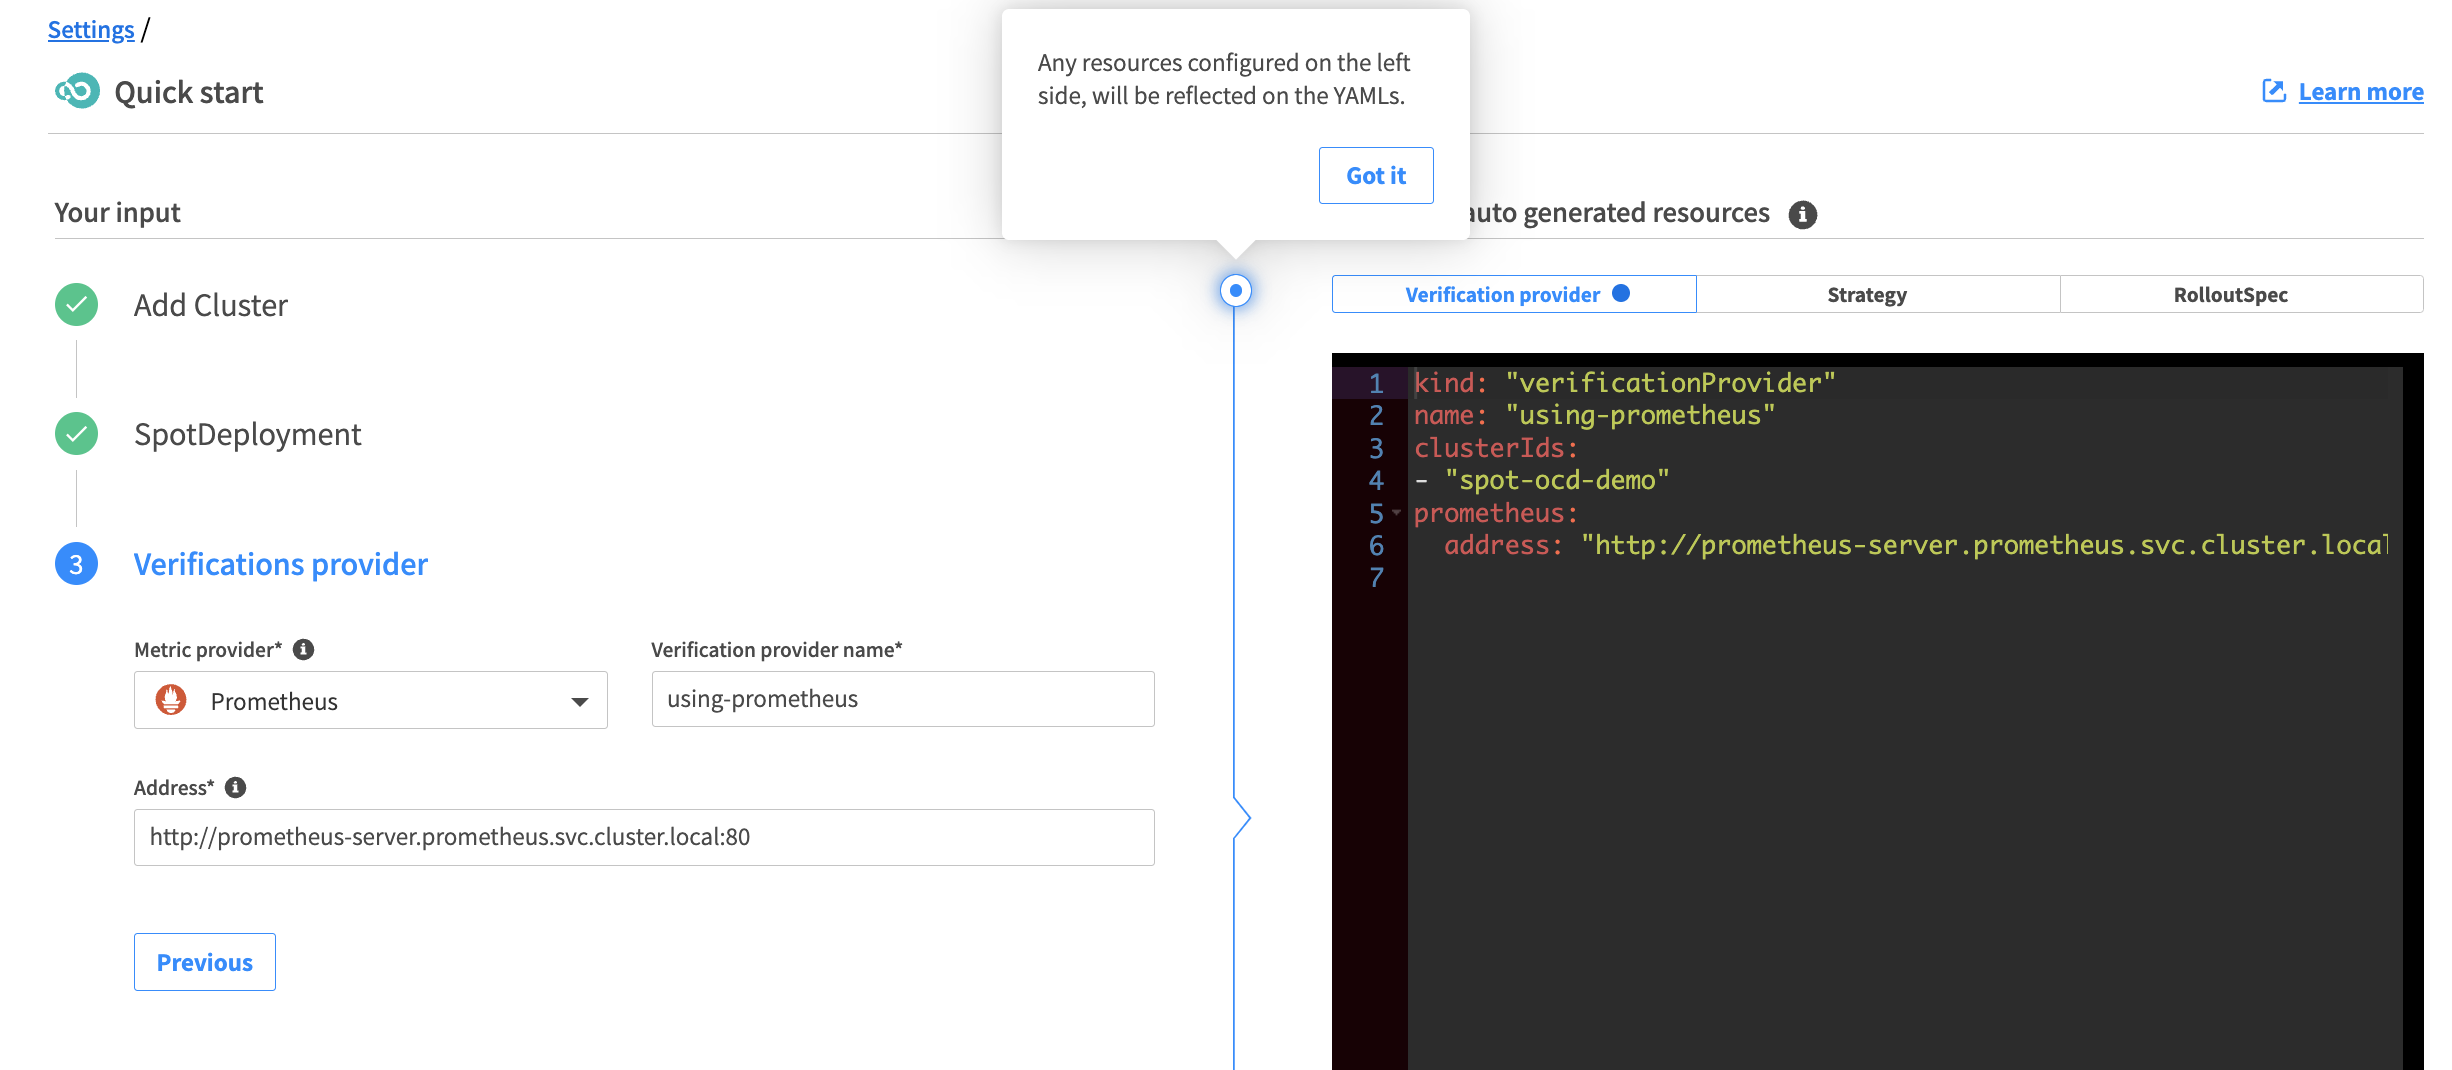 Settings /
Quick start
Learn more
Any resources configured on the left
side, will be reflected on the YAMLs.
Got it
Your input
auto generated resources
Add Cluster
SpotDeployment
3 Verifications provider
Metric provider*
Verification provider name*
Prometheus
using-prometheus
Address*
http://prometheus-server.prometheus.svc.cluster.local:80
Previous
Verification provider
Strategy
RolloutSpec
1 kind: "verificationProvider"
2 name: "using-prometheus"
3 clusterIds:
4 - "spot-ocd-demo"
5 prometheus:
6 address: "http://prometheus-server.prometheus.svc.cluster.local
7